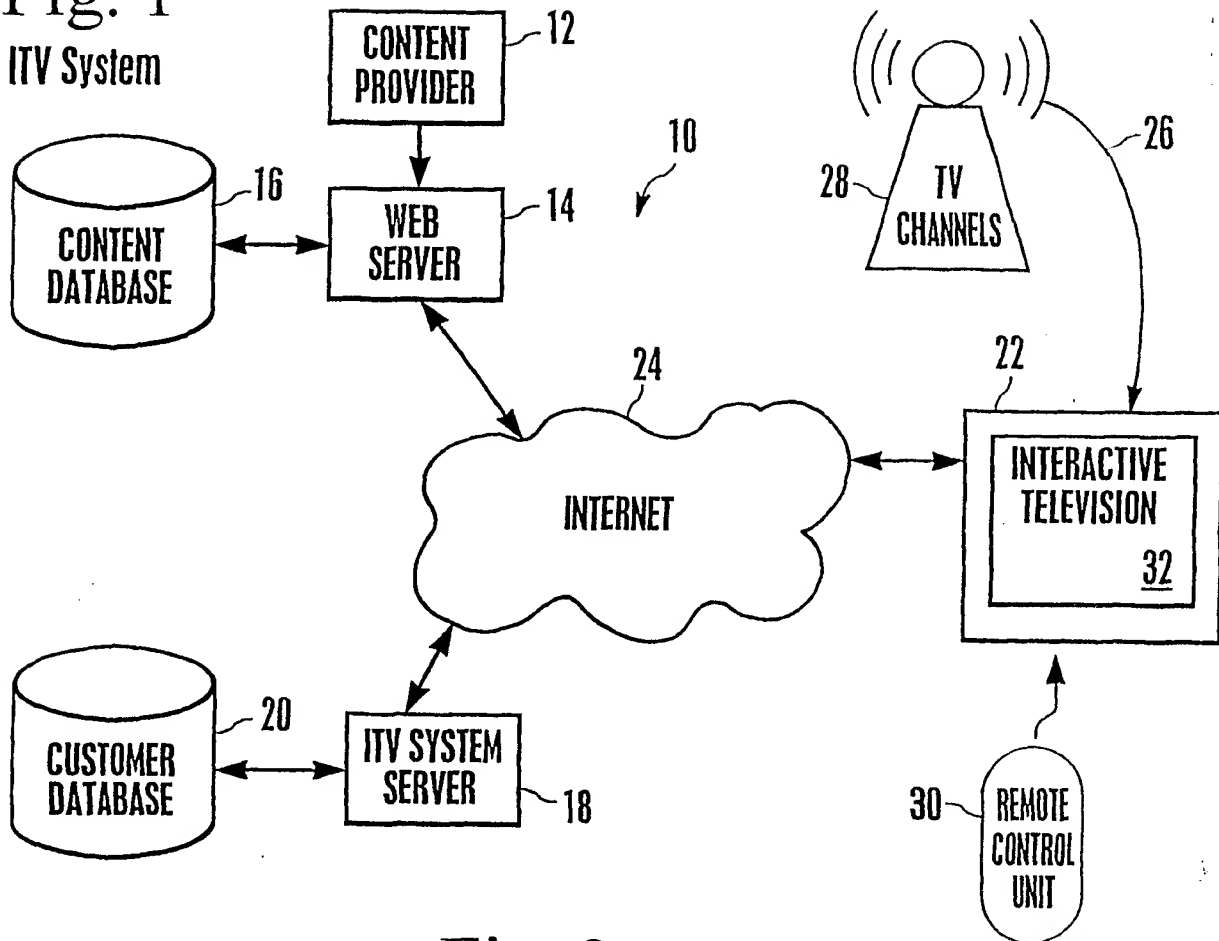 Fig. 1
ITV System
CONTENT
PROVIDER
12
10
16
CONTENT
DATABASE
WEB
SERVER
14
28
TV
CHANNELS
26
24
INTERNET
22
INTERACTIVE
TELEVISION
32
20
CUSTOMER
DATABASE
ITV SYSTEM
SERVER
18
30
REMOTE
CONTROL
UNIT